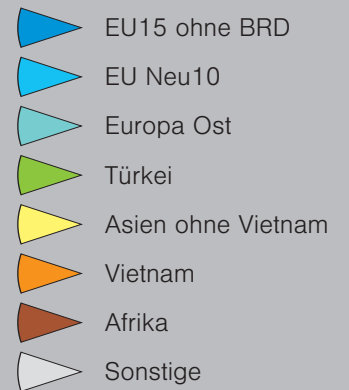 EU15 ohne BRD
EU Neu10
Europa Ost
Türkei
Asien ohne Vietnam
Vietnam
Afrika
Sonstige